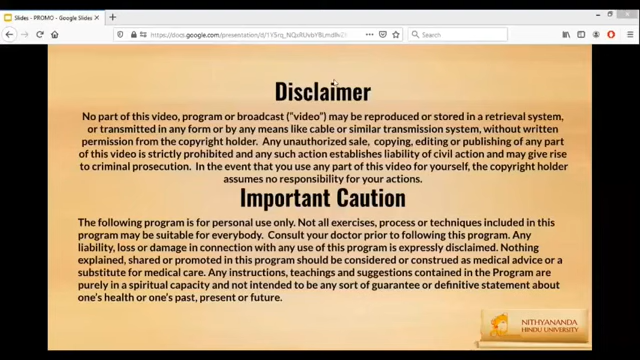 Slides - PROMO - Google Slides
https://docs.google.com/presentation/d/
Search
Disclaimer
No part of this video, program or broadcast ("video") may be reproduced or stored in a retrieval system,
or transmitted in any form or by any means like cable or similar transmission system, without written
permission from the copyright holder. Any unauthorized sale, copying, editing or publishing of any part
of this video is strictly prohibited and any such action establishes liability of civil action and may give rise
to criminal prosecution. In the event that you use any part of this video for yourself, the copyright holder
assumes no responsibility for your actions.
Important Caution
The following program is for personal use only. Not all exercises, process or techniques included in this
program may be suitable for everybody. Consult your doctor prior to following this program. Any
liability, loss or damage in connection with any use of this program is expressly disclaimed. Nothing
explained, shared or promoted in this program should be considered or construed as medical advice or a
substitute for medical care. Any instructions, teachings and suggestions contained in the Program are
purely in a spiritual capacity and not intended to be any sort of guarantee or definitive statement about
one's health or one's past, present or future.
NITHYANANDA
HINDU UNIVERSITY